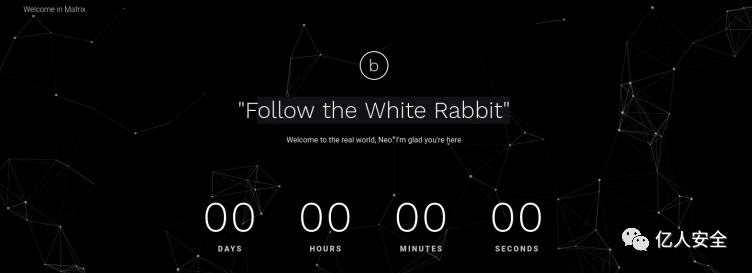 Welcome in Matrix
b
"Follow the White Rabbit"
Welcome to the real world, Neo. I'm glad you're here
00 00 00 00
DAYS HOURS MINUTES SECONDS
亿人安全